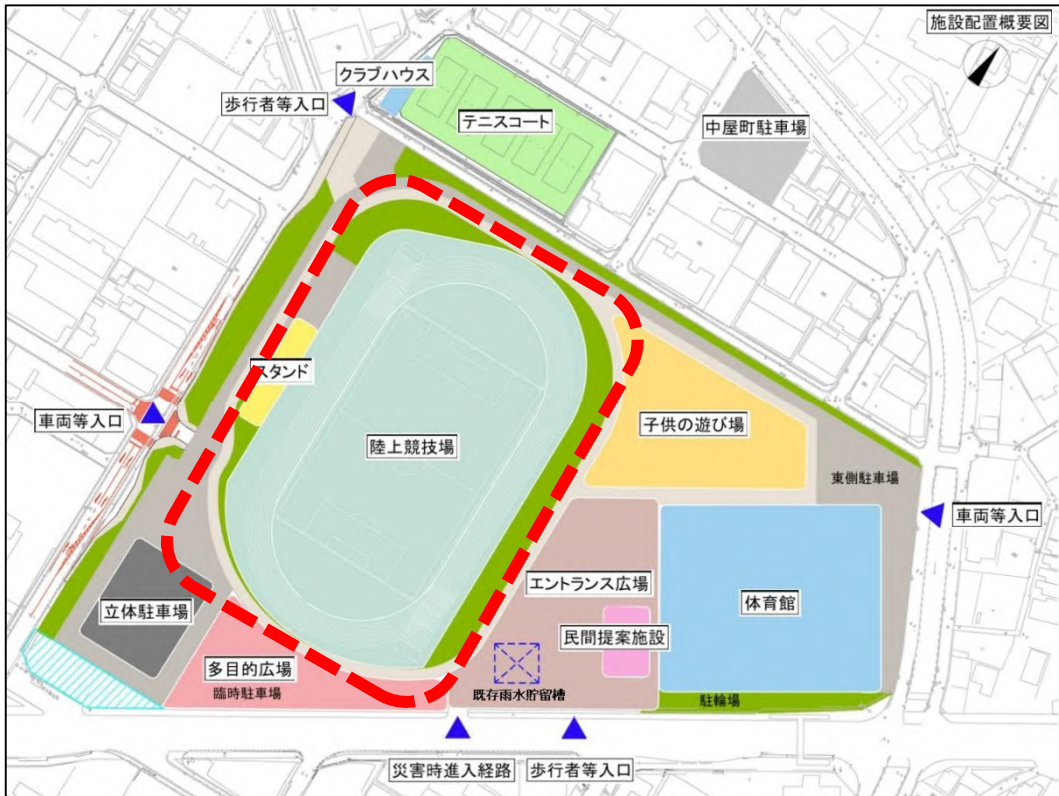 施設配置概要図
クラブハウス
歩行者等入口
テニスコート
中屋町駐車場
スタンド
車両等入口
陸上競技場
子供の遊び場
東側駐車場
車両等入口
エントランス広場
体育館
立体駐車場
民間提案施設
多目的広場
臨時駐車場
既存雨水貯留槽
駐輪場
災害時進入経路
歩行者等入口